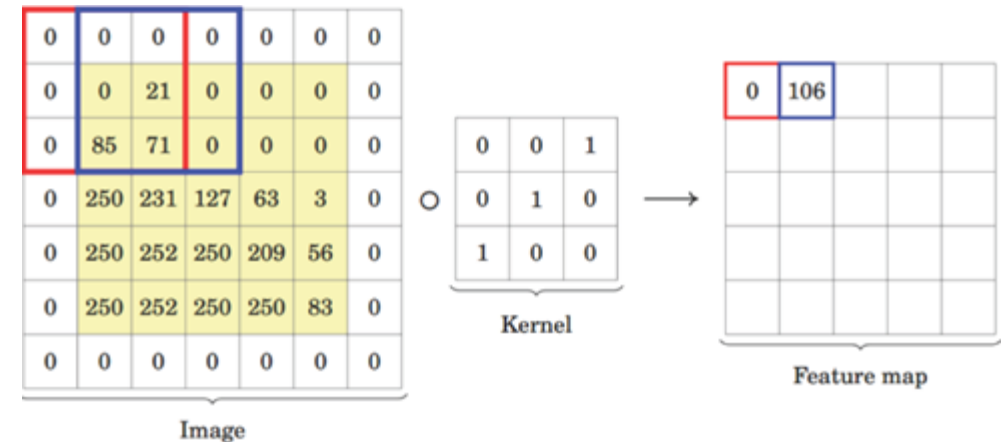 0 0 0 0 0 0 0
0 0 21 0 0 0 0
0 85 71 0 0 0 0
0 250 231 127 63 3 0
0 250 252 250 209 56 0
0 250 252 250 250 83 0
0 0 0 0 0 0 0
Image
0 0 1
0 1 0
1 0 0
Kernel
0 106
Feature map